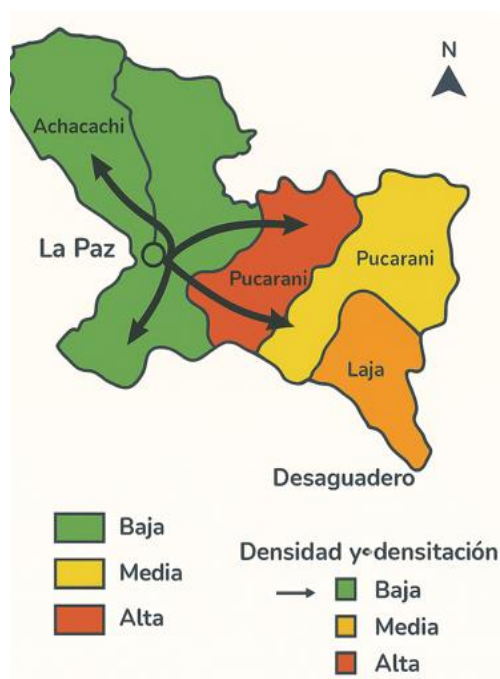 N
Achacachi
La Paz
Pucarani
Pucarani
Laja
Desaguadero
Baja
Media
Alta
Densidad y densitación
Baja
Media
Alta